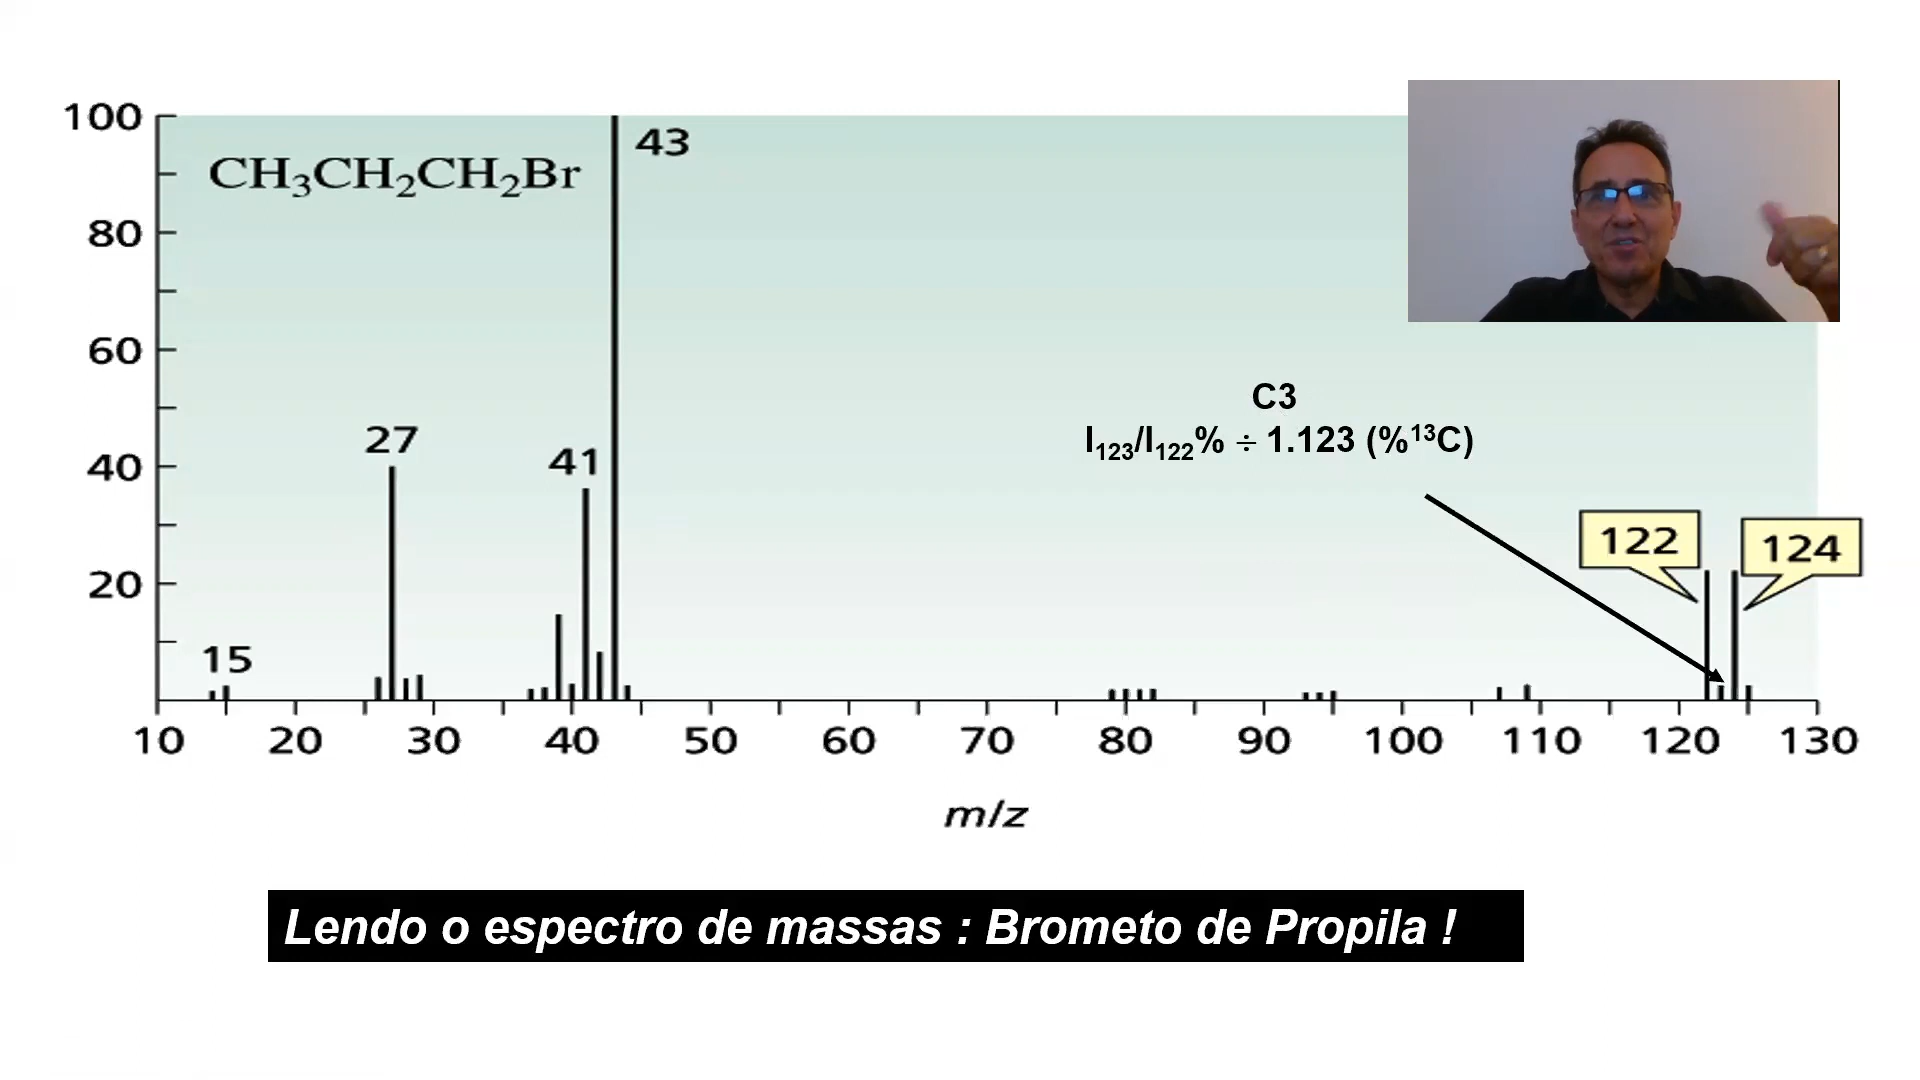 100
CH₃CH₂CH₂Br
43
80
60
C3
I₁₂₃/I₁₂₂% ÷ 1.123 (%¹³C)
27
41
40
122
124
20
15
10 20 30 40 50 60 70 80 90 100 110 120 130
m/z
Lendo o espectro de massas : Brometo de Propila !